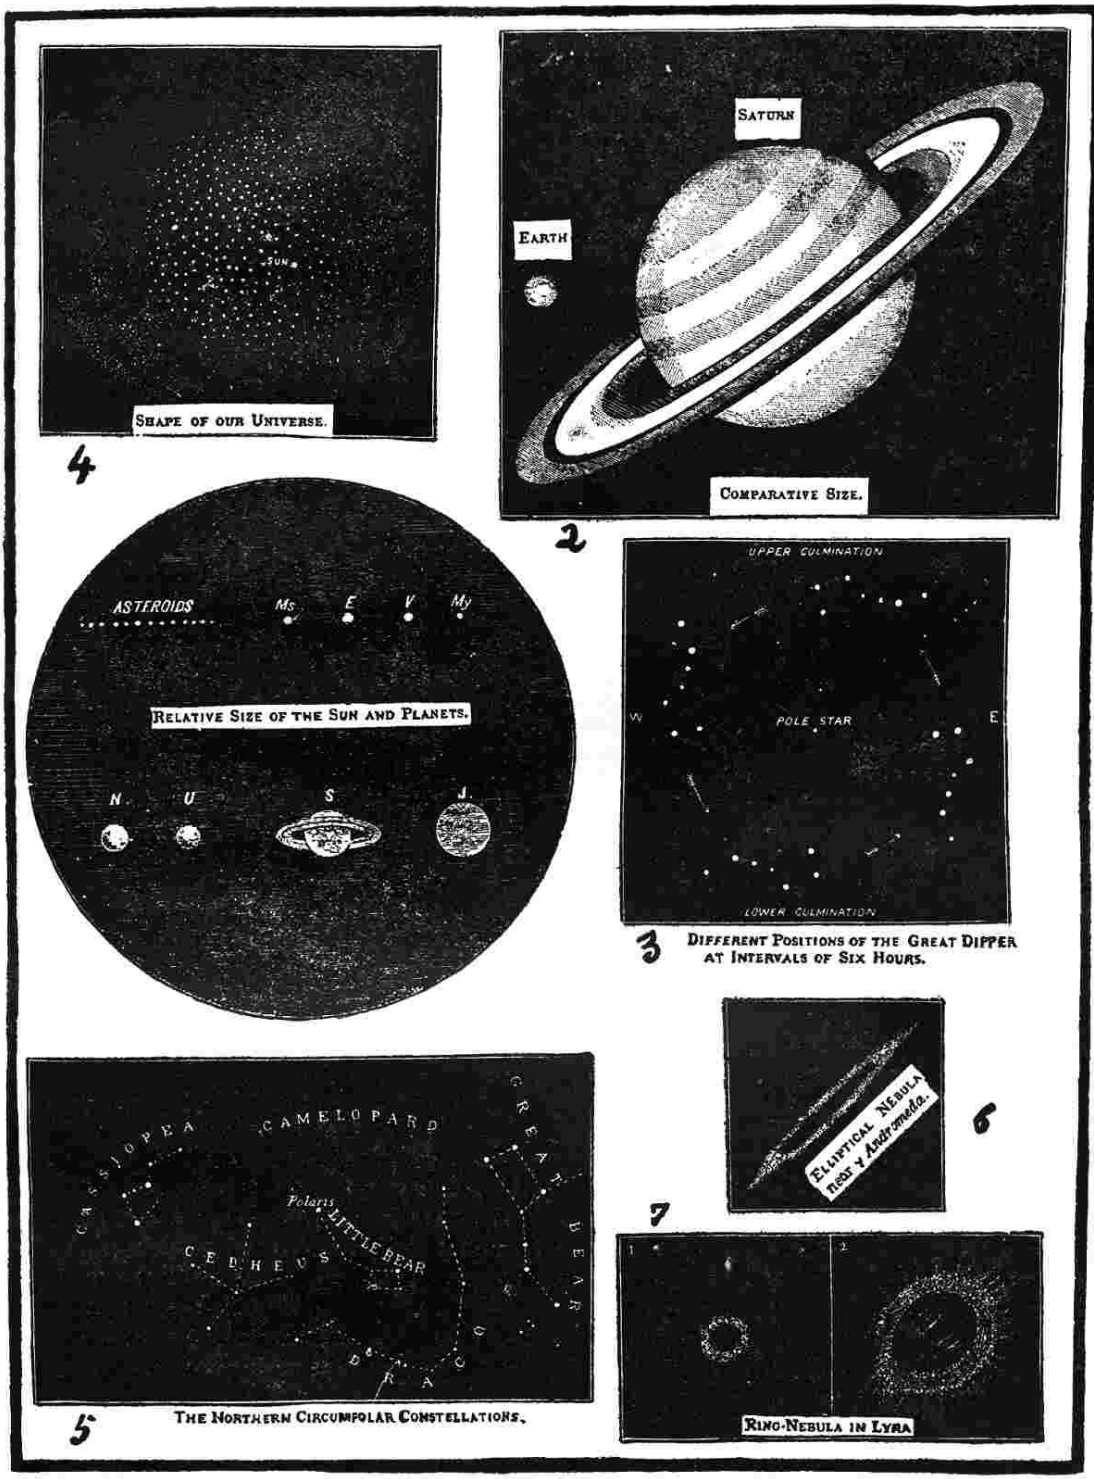 SATURN
EARTH
COMPARATIVE SIZE.
2
SUN
SHAPE OF OUR UNIVERSE.
4
ASTEROIDS Ms E V My
RELATIVE SIZE OF THE SUN AND PLANETS.
N. U S J.
UPPER CULMINATION
W POLE STAR E
LOWER CULMINATION
3 DIFFERENT POSITIONS OF THE GREAT DIPPER
AT INTERVALS OF SIX HOURS.
CASSIOPEA
CAMELOPARD
GREAT BEAR
Polaris
LITTLE BEAR
CEDHEUS
DRACO
5 THE NORTHERN CIRCUMPOLAR CONSTELLATIONS.
ELLIPTICAL NEBULA
near γ Andromeda.
6
7
1 2
RING-NEBULA IN LYRA